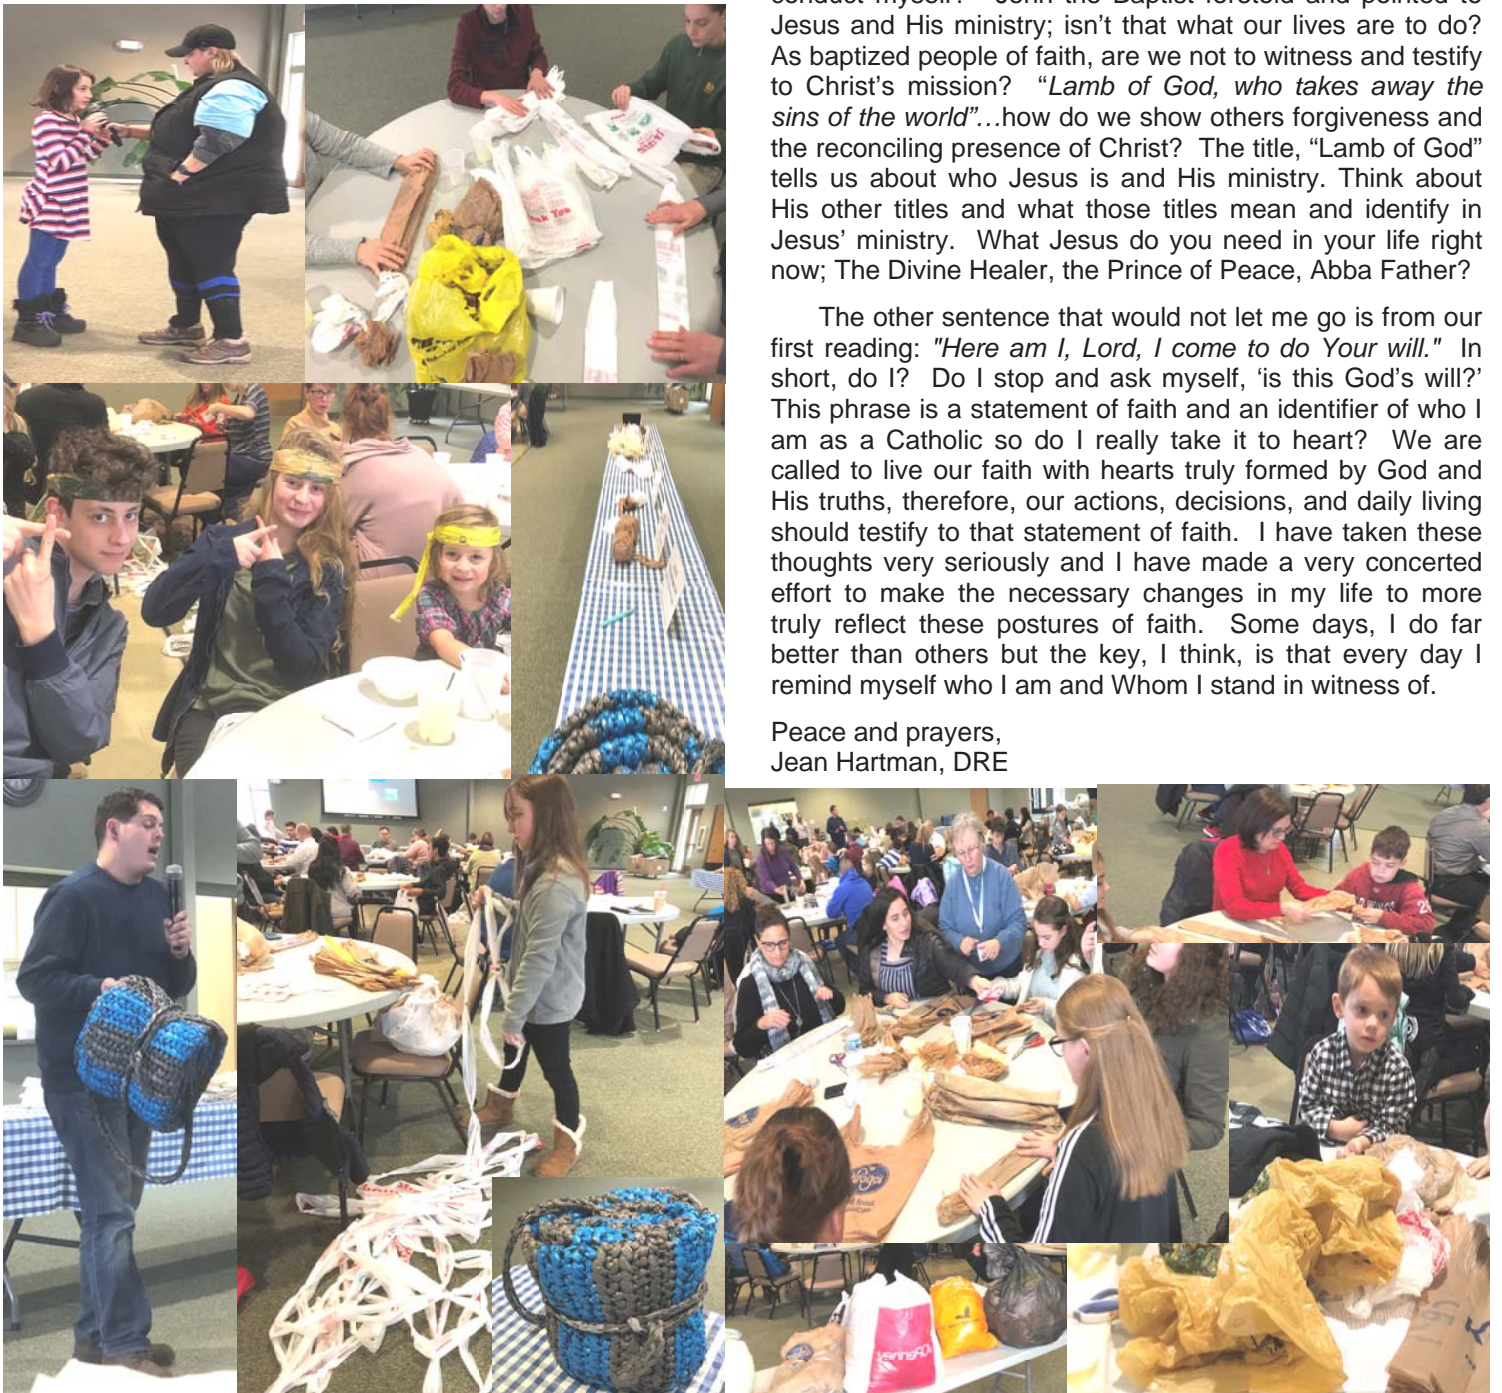 conduct myself?" John the Baptist foretold and pointed to
Jesus and His ministry; isn't that what our lives are to do?
As baptized people of faith, are we not to witness and testify
to Christ's mission? “Lamb of God, who takes away the
sins of the world”…how do we show others forgiveness and
the reconciling presence of Christ? The title, “Lamb of God”
tells us about who Jesus is and His ministry. Think about
His other titles and what those titles mean and identify in
Jesus' ministry. What Jesus do you need in your life right
now; The Divine Healer, the Prince of Peace, Abba Father?
The other sentence that would not let me go is from our
first reading: "Here am I, Lord, I come to do Your will." In
short, do I? Do I stop and ask myself, ‘is this God's will?’
This phrase is a statement of faith and an identifier of who I
am as a Catholic so do I really take it to heart? We are
called to live our faith with hearts truly formed by God and
His truths, therefore, our actions, decisions, and daily living
should testify to that statement of faith. I have taken these
thoughts very seriously and I have made a very concerted
effort to make the necessary changes in my life to more
truly reflect these postures of faith. Some days, I do far
better than others but the key, I think, is that every day I
remind myself who I am and Whom I stand in witness of.
Peace and prayers,
Jean Hartman, DRE
You
Kroger
JCPenney